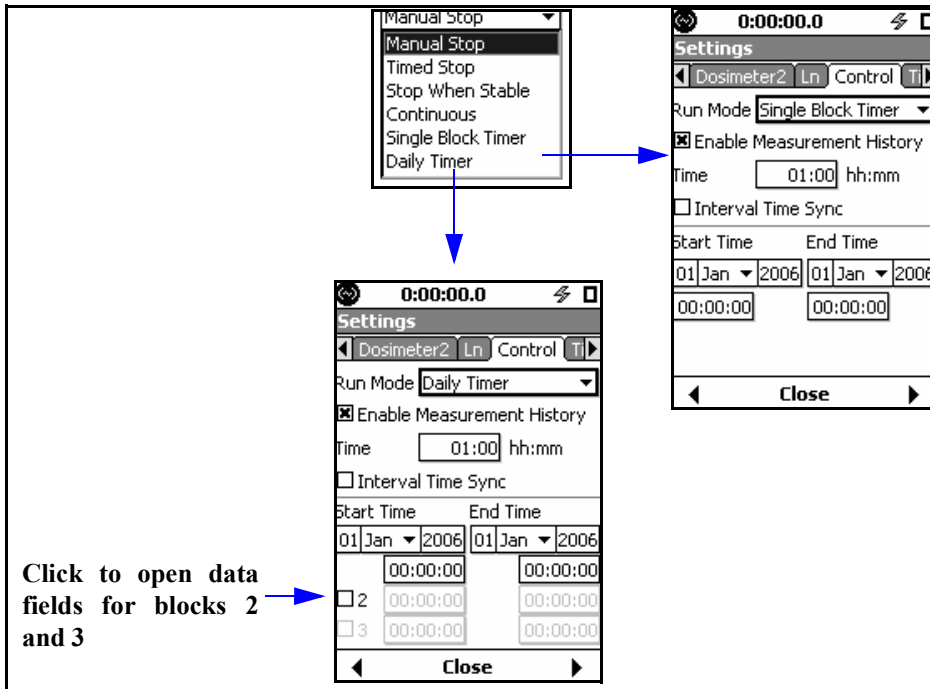 Manual Stop
Manual Stop
Timed Stop
Stop When Stable
Continuous
Single Block Timer
Daily Timer
0:00:00.0
Settings
Dosimeter2 Ln Control Ti
Run Mode Single Block Timer
Enable Measurement History
Time 01:00 hh:mm
Interval Time Sync
Start Time End Time
01 Jan 2006 01 Jan 2006
00:00:00 00:00:00
Close
0:00:00.0
Settings
Dosimeter2 Ln Control Ti
Run Mode Daily Timer
Enable Measurement History
Time 01:00 hh:mm
Interval Time Sync
Start Time End Time
01 Jan 2006 01 Jan 2006
00:00:00 00:00:00
2 00:00:00 00:00:00
3 00:00:00 00:00:00
Close
Click to open data
fields for blocks 2
and 3